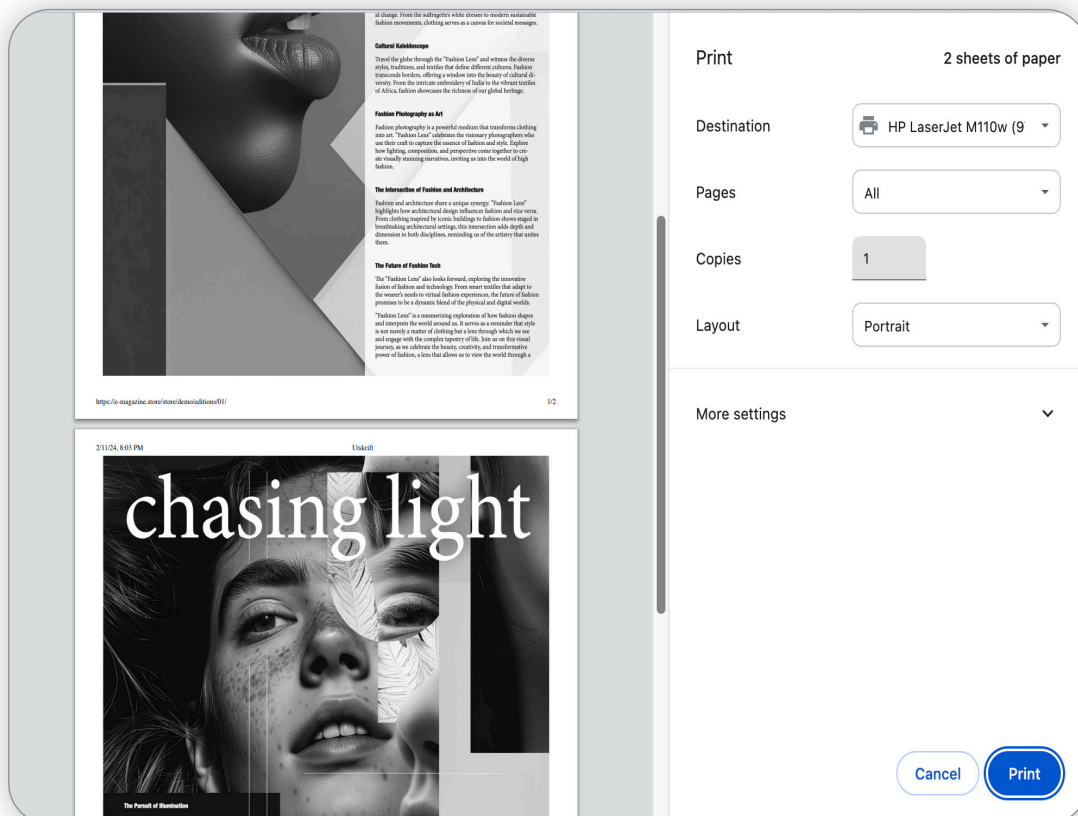 al change. From the suffragette's white dresses to modern sustainable
fashion movements, clothing serves as a canvas for societal messages.
Cultural Kaleidoscope
Travel the globe through the "Fashion Lens" and witness the diverse
styles, traditions, and textiles that define different cultures. Fashion
transcends borders, offering a window into the beauty of cultural di-
versity. From the intricate embroidery of India to the vibrant textiles
of Africa, fashion showcases the richness of our global heritage.
Fashion Photography as Art
Fashion photography is a powerful medium that transforms clothing
into art. "Fashion Lens" celebrates the visionary photographers who
use their craft to capture the essence of fashion and style. Explore
how lighting, composition, and perspective come together to cre-
ate visually stunning narratives, inviting us into the world of high
fashion.
The Intersection of Fashion and Architecture
Fashion and architecture share a unique synergy. "Fashion Lens"
highlights how architectural design influences fashion and vice versa.
From clothing inspired by iconic buildings to fashion shows staged in
breathtaking architectural settings, this intersection adds depth and
dimension to both disciplines, reminding us of the artistry that unites
them.
The Future of Fashion Tech
The "Fashion Lens" also looks forward, exploring the innovative
fusion of fashion and technology. From smart textiles that adapt to
the wearer's needs to virtual fashion experiences, the future of fashion
promises to be a dynamic blend of the physical and digital worlds.
"Fashion Lens" is a mesmerizing exploration of how fashion shapes
and interprets the world around us. It serves as a reminder that style
is not merely a matter of clothing but a lens through which we see
and engage with the complex tapestry of life. Join us on this visual
journey, as we celebrate the beauty, creativity, and transformative
power of fashion, a lens that allows us to view the world through a
https://e-magazine.store/store/demo/editions/01/ 1/2
2/11/24, 8:03 PM Utskrift
chasing light
The Pursuit of Illumination
Print 2 sheets of paper
Destination HP LaserJet M110w (9
Pages All
Copies 1
Layout Portrait
More settings
Cancel Print